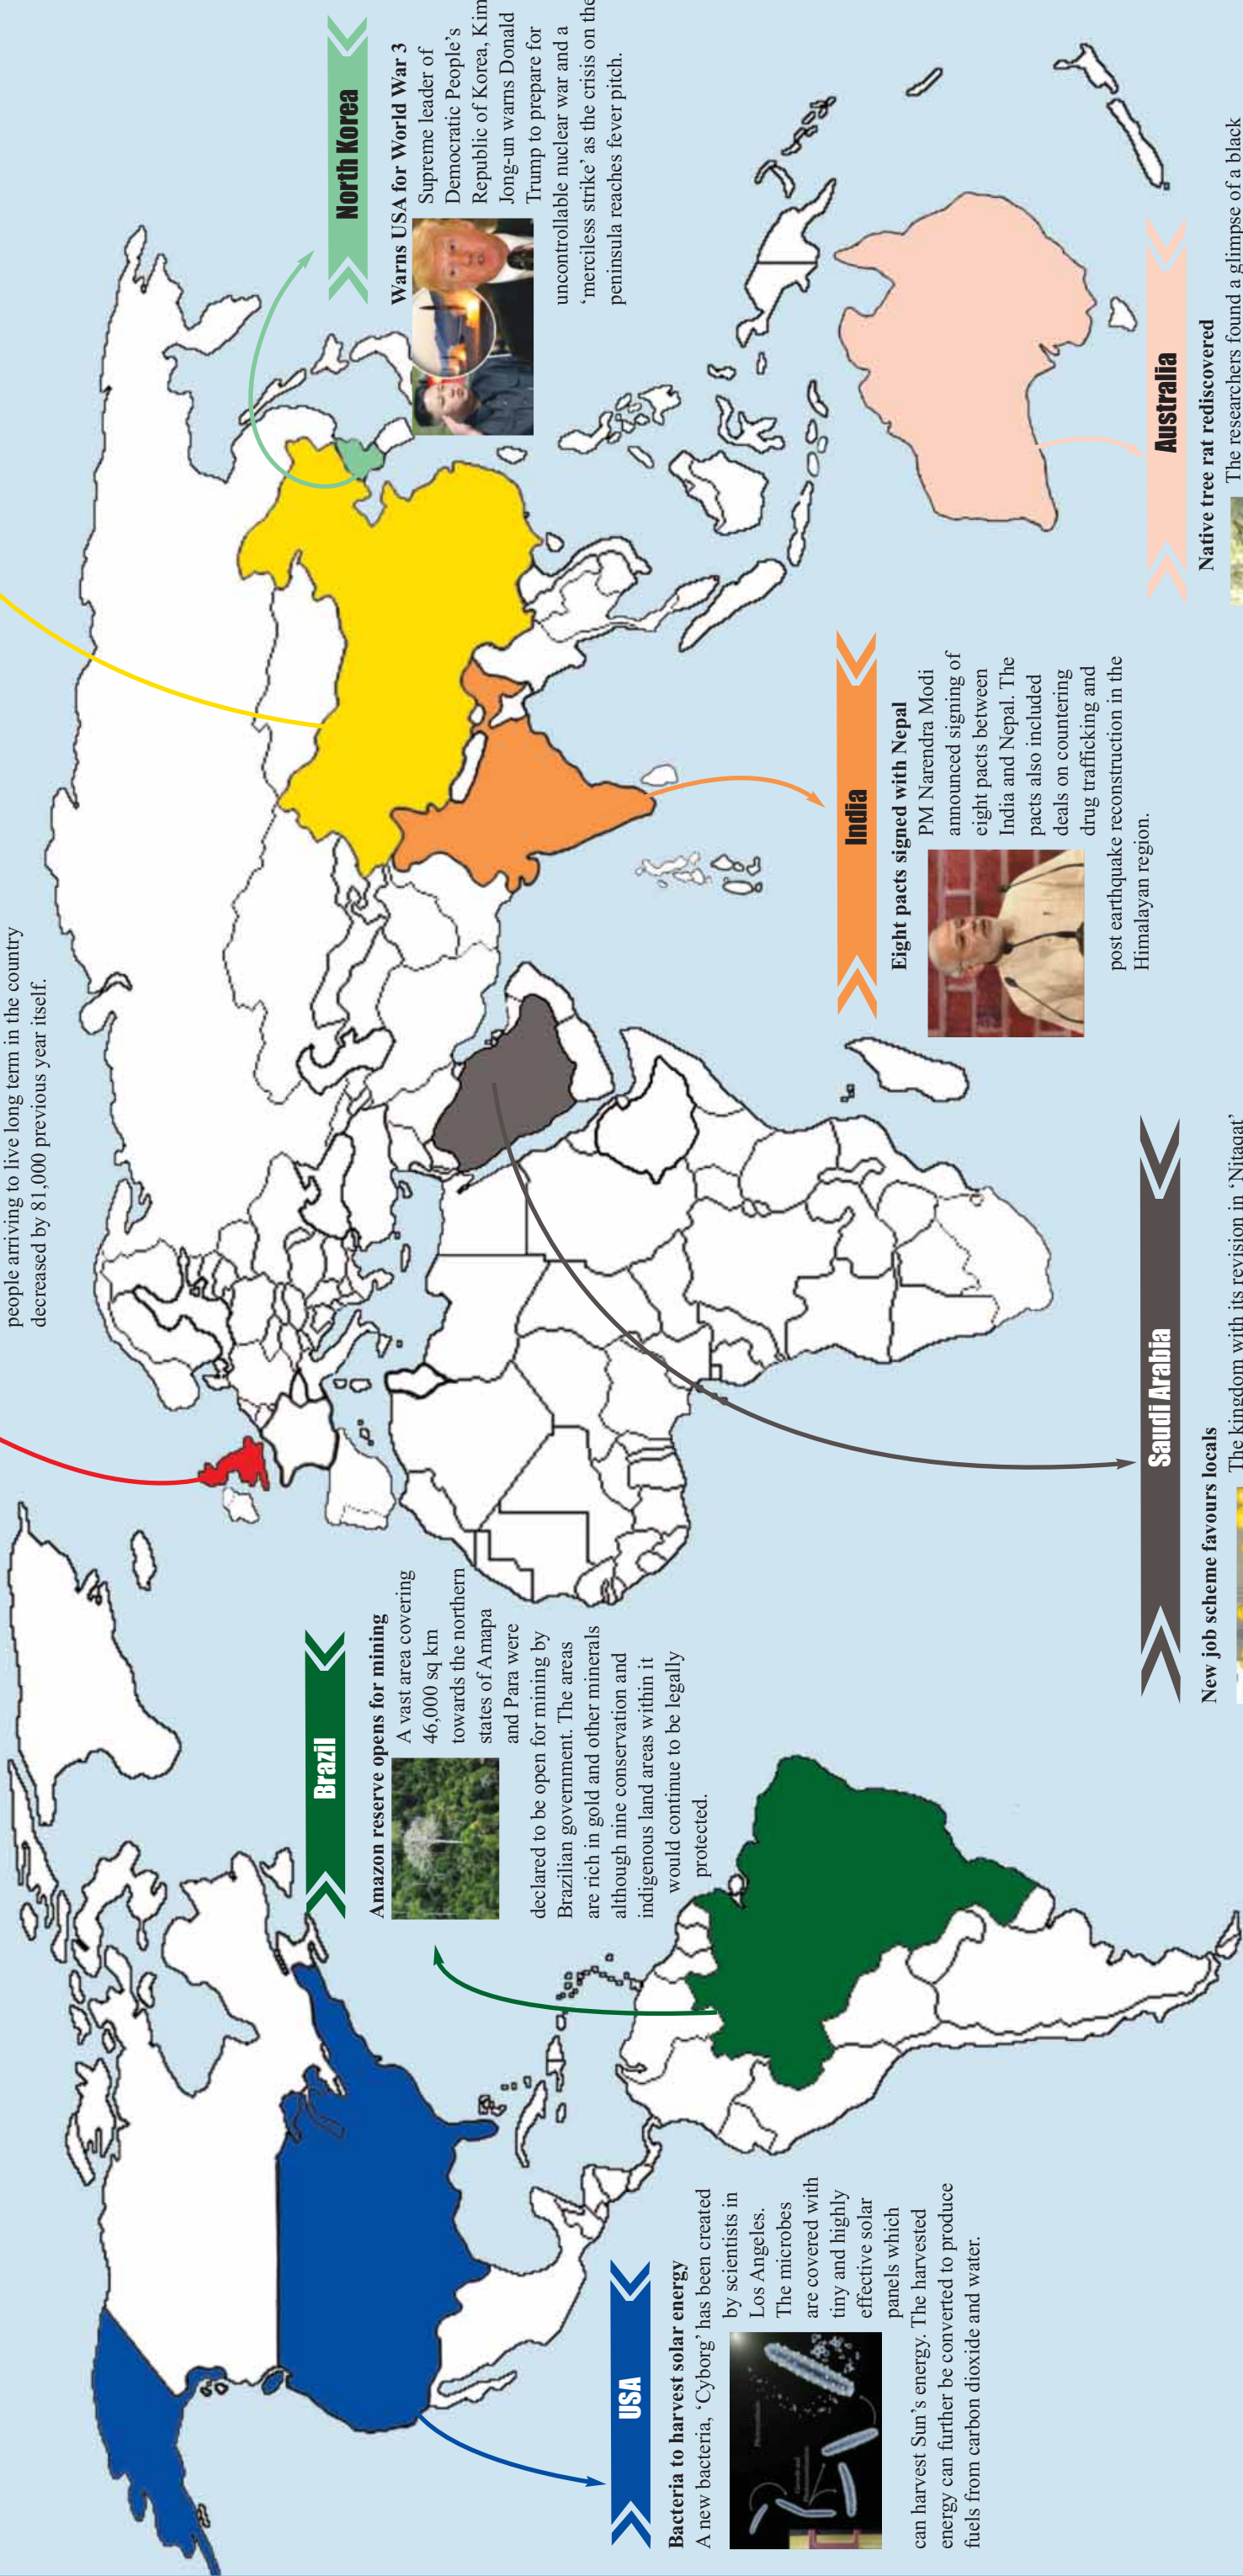 people arriving to live long term in the country
decreased by 81,000 previous year itself.
North Korea
Warns USA for World War 3
Supreme leader of
Democratic People's
Republic of Korea, Kim
Jong-un warns Donald
Trump to prepare for
uncontrollable nuclear war and a
‘merciless strike’ as the crisis on the
peninsula reaches fever pitch.
Brazil
Amazon reserve opens for mining
A vast area covering
46,000 sq km
towards the northern
states of Amapa
and Para were
declared to be open for mining by
Brazilian government. The areas
are rich in gold and other minerals
although nine conservation and
indigenous land areas within it
would continue to be legally
protected.
USA
Bacteria to harvest solar energy
A new bacteria, ‘Cyborg’ has been created
by scientists in
Los Angeles.
The microbes
are covered with
tiny and highly
effective solar
panels which
can harvest Sun's energy. The harvested
energy can further be converted to produce
fuels from carbon dioxide and water.
India
Eight pacts signed with Nepal
PM Narendra Modi
announced signing of
eight pacts between
India and Nepal. The
pacts also included
deals on countering
drug trafficking and
post earthquake reconstruction in the
Himalayan region.
Saudi Arabia
New job scheme favours locals
The kingdom with its revision in ‘Nitaqat’
Australia
Native tree rat rediscovered
The researchers found a glimpse of a black